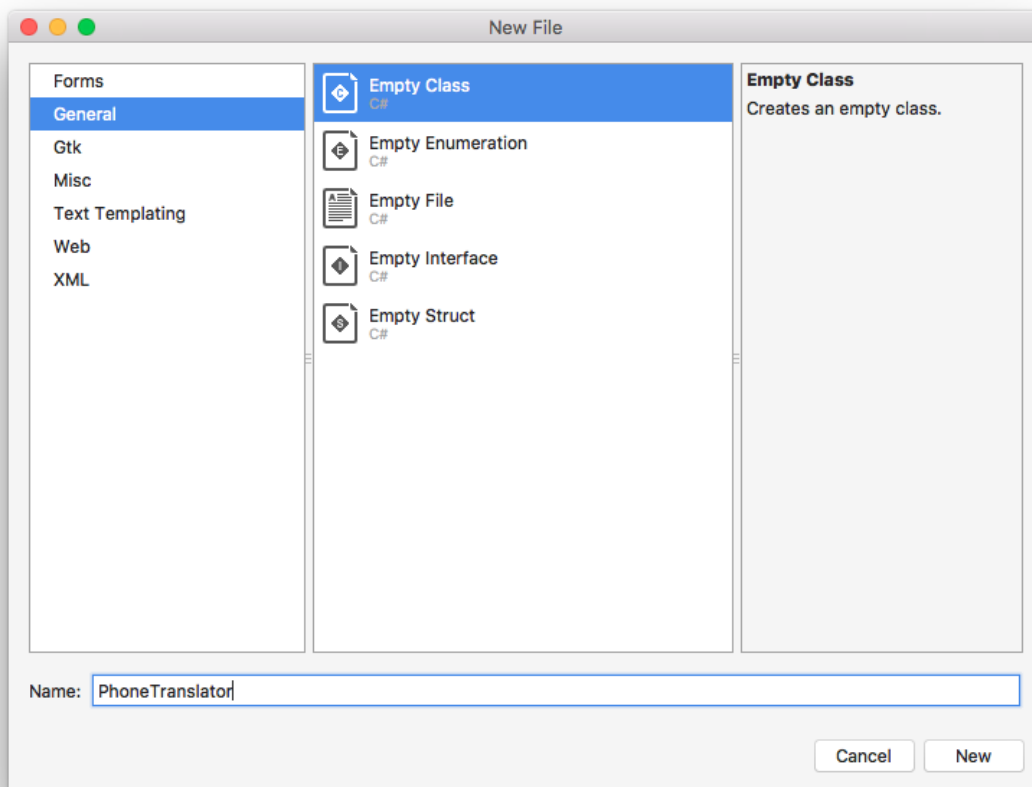 New File
Forms
General
Gtk
Misc
Text Templating
Web
XML
Empty Class
C#
Empty Enumeration
C#
Empty File
C#
Empty Interface
C#
Empty Struct
C#
Empty Class
Creates an empty class.
Name: PhoneTranslator
Cancel New